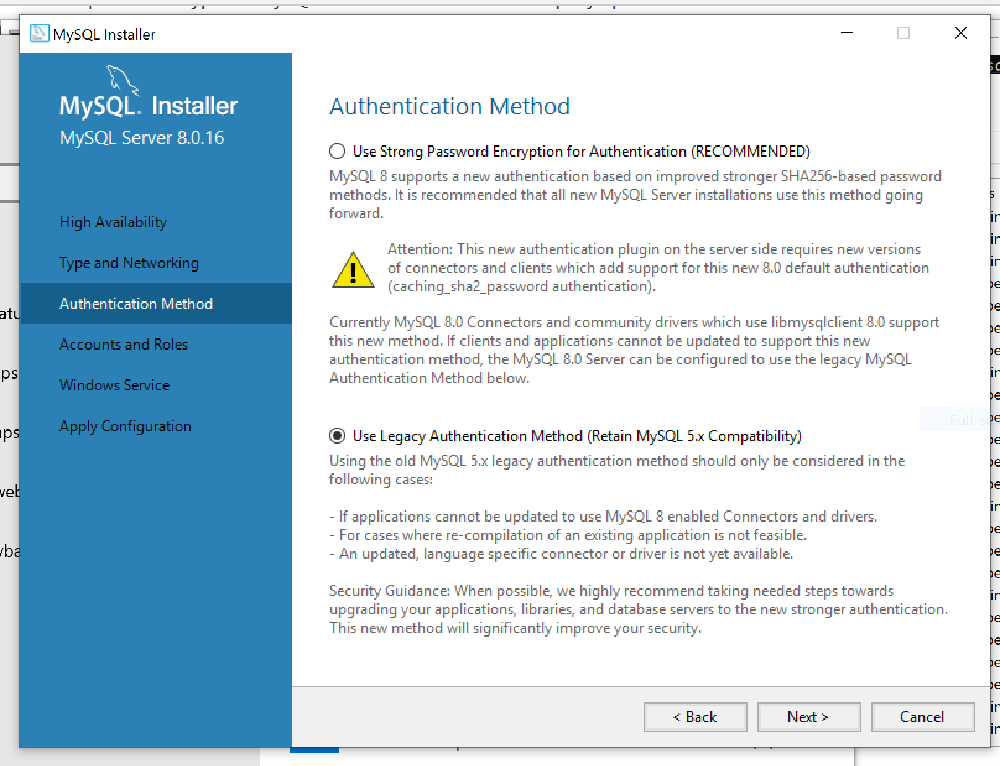 MySQL Installer
MySQL. Installer
MySQL Server 8.0.16
High Availability
Type and Networking
Authentication Method
Accounts and Roles
Windows Service
Apply Configuration
Authentication Method
Use Strong Password Encryption for Authentication (RECOMMENDED)
MySQL 8 supports a new authentication based on improved stronger SHA256-based password
methods. It is recommended that all new MySQL Server installations use this method going
forward.
Attention: This new authentication plugin on the server side requires new versions
of connectors and clients which add support for this new 8.0 default authentication
(caching_sha2_password authentication).
Currently MySQL 8.0 Connectors and community drivers which use libmysqlclient 8.0 support
this new method. If clients and applications cannot be updated to support this new
authentication method, the MySQL 8.0 Server can be configured to use the legacy MySQL
Authentication Method below.
Use Legacy Authentication Method (Retain MySQL 5.x Compatibility)
Using the old MySQL 5.x legacy authentication method should only be considered in the
following cases:
- If applications cannot be updated to use MySQL 8 enabled Connectors and drivers.
- For cases where re-compilation of an existing application is not feasible.
- An updated, language specific connector or driver is not yet available.
Security Guidance: When possible, we highly recommend taking needed steps towards
upgrading your applications, libraries, and database servers to the new stronger authentication.
This new method will significantly improve your security.
< Back
Next >
Cancel